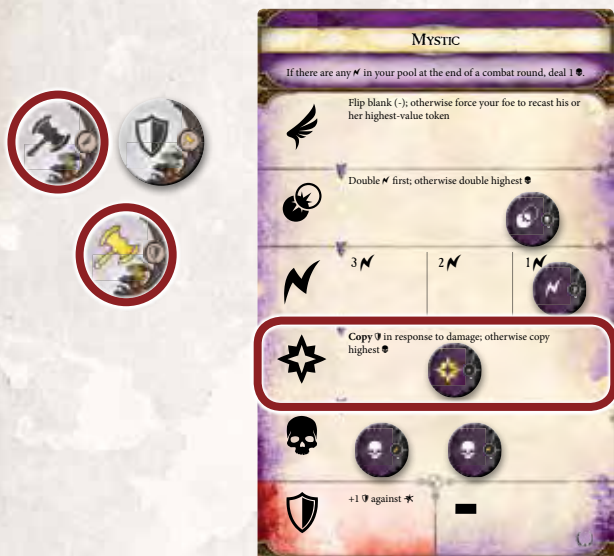 Mystic
If there are any in your pool at the end of a combat round, deal 1 .
Flip blank (-); otherwise force your foe to recast his or
her highest-value token
Double first; otherwise double highest
3 2 1
Copy in response to damage; otherwise copy
highest
+1 against